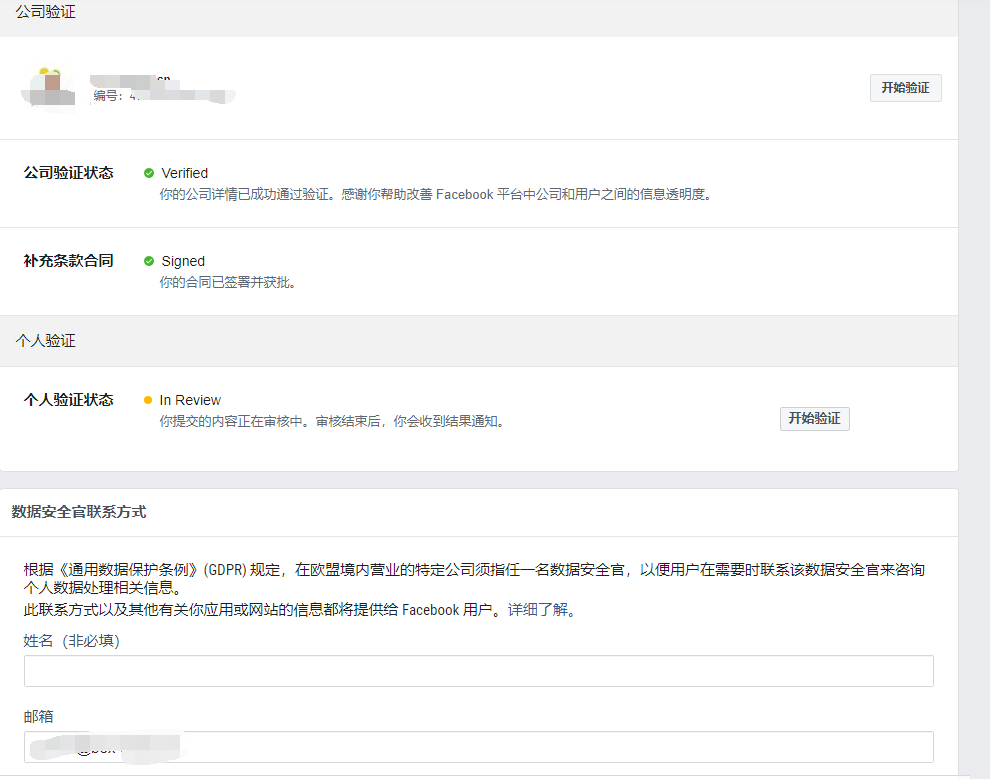 公司验证
编号：4
开始验证
公司验证状态
Verified
你的公司详情已成功通过验证。感谢你帮助改善 Facebook 平台中公司和用户之间的信息透明度。
补充条款合同
Signed
你的合同已签署并获批。
个人验证
个人验证状态
In Review
你提交的内容正在审核中。审核结束后，你会收到结果通知。
开始验证
数据安全官联系方式
根据《通用数据保护条例》(GDPR) 规定，在欧盟境内营业的特定公司须指任一名数据安全官，以便用户在需要时联系该数据安全官来咨询
个人数据处理相关信息。
此联系方式以及其他有关你应用或网站的信息都将提供给 Facebook 用户。详细了解。
姓名（非必填）
邮箱